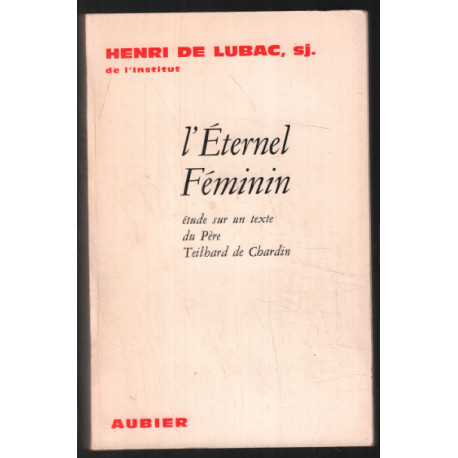 HENRI DE LUBAC, sj.
de l'Institut
l'Éternel
Féminin
étude sur un texte
du Père
Teilhard de Chardin
AUBIER